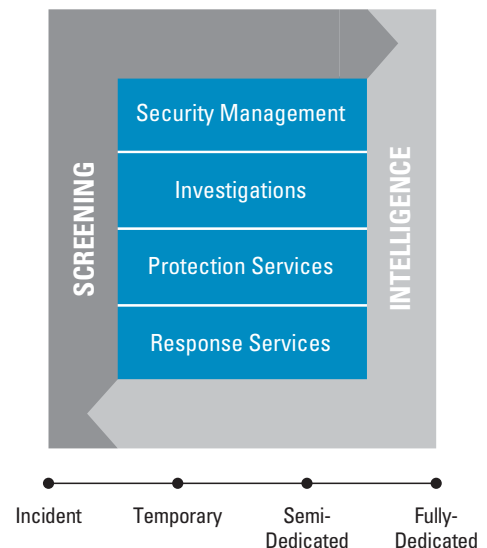 Security Management
SCREENING
Investigations
INTELLIGENCE
Protection Services
Response Services
Incident
Temporary
Semi-
Dedicated
Fully-
Dedicated